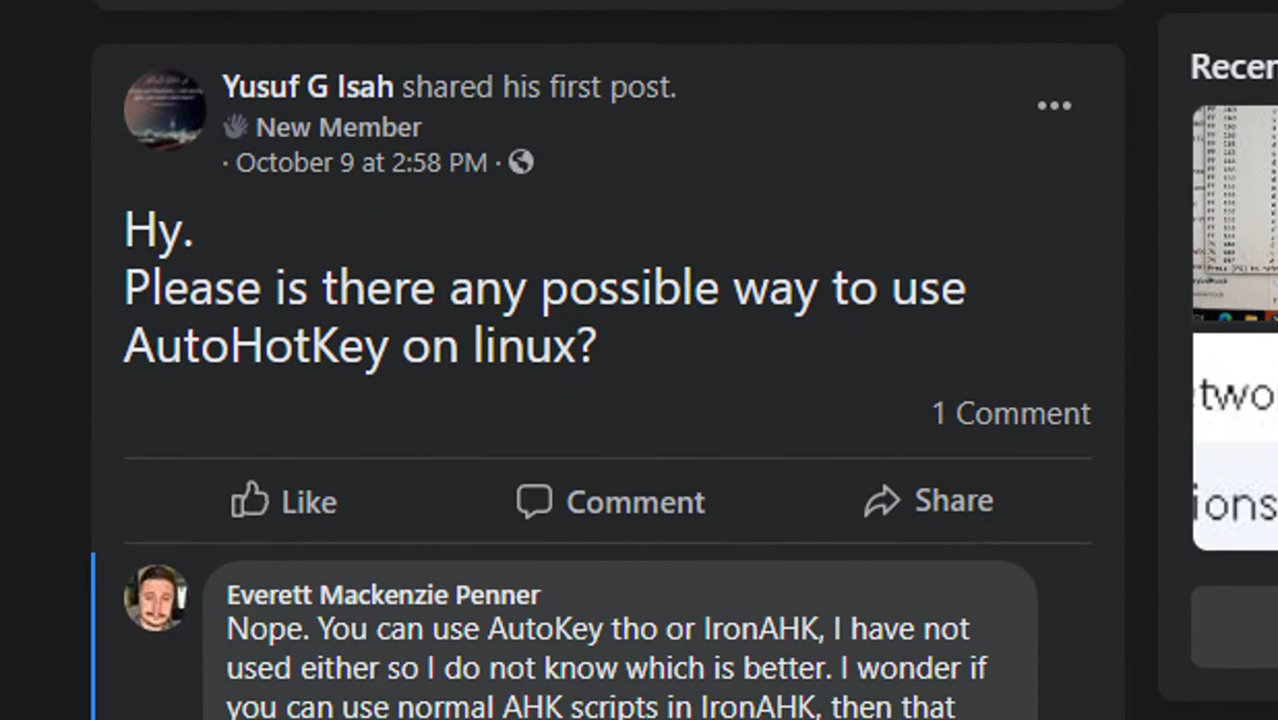 Yusuf G Isah shared his first post.
New Member
· October 9 at 2:58 PM ·
Hy.
Please is there any possible way to use
AutoHotKey on linux?
1 Comment
Like
Comment
Share
Everett Mackenzie Penner
Nope. You can use AutoKey tho or IronAHK, I have not
used either so I do not know which is better. I wonder if
you can use normal AHK scripts in IronAHK, then that
Recen
two
ions